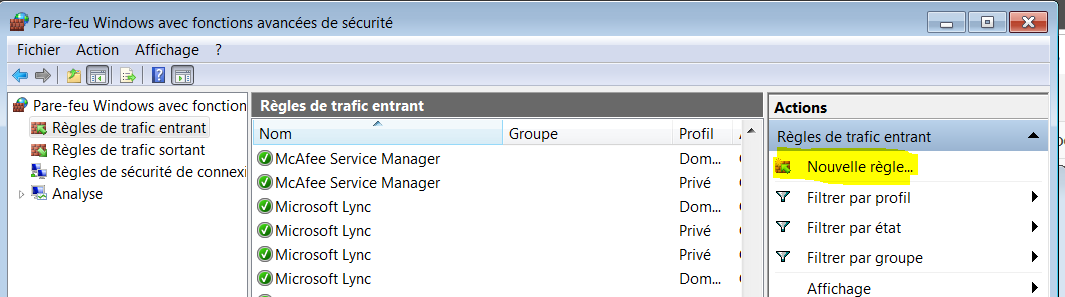 Pare-feu Windows avec fonctions avancées de sécurité
Fichier Action Affichage ?
Pare-feu Windows avec fonction
Règles de trafic entrant
Règles de trafic sortant
Règles de sécurité de connexi
Analyse
Règles de trafic entrant
Nom Groupe Profil
McAfee Service Manager Dom...
McAfee Service Manager Privé
Microsoft Lync Dom...
Microsoft Lync Privé
Microsoft Lync Privé
Microsoft Lync Dom...
Actions
Règles de trafic entrant
Nouvelle règle...
Filtrer par profil
Filtrer par état
Filtrer par groupe
Affichage